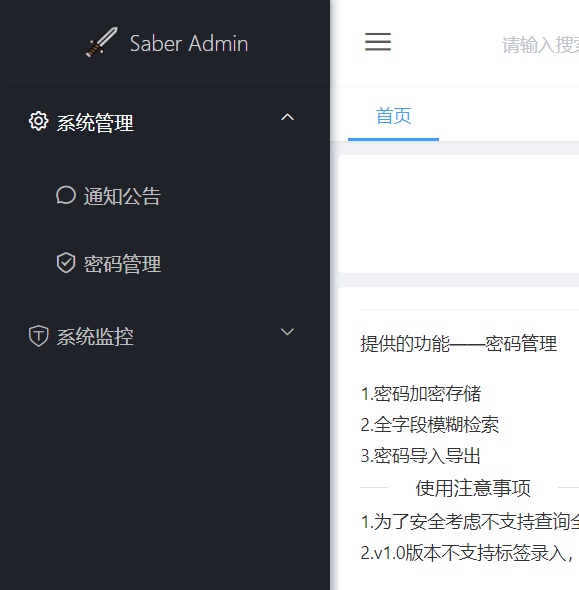 Saber Admin
请输入搜索
系统管理
首页
通知公告
密码管理
系统监控
提供的功能——密码管理
1.密码加密存储
2.全字段模糊检索
3.密码导入导出
使用注意事项
1.为了安全考虑不支持查询全
2.v1.0版本不支持标签录入，